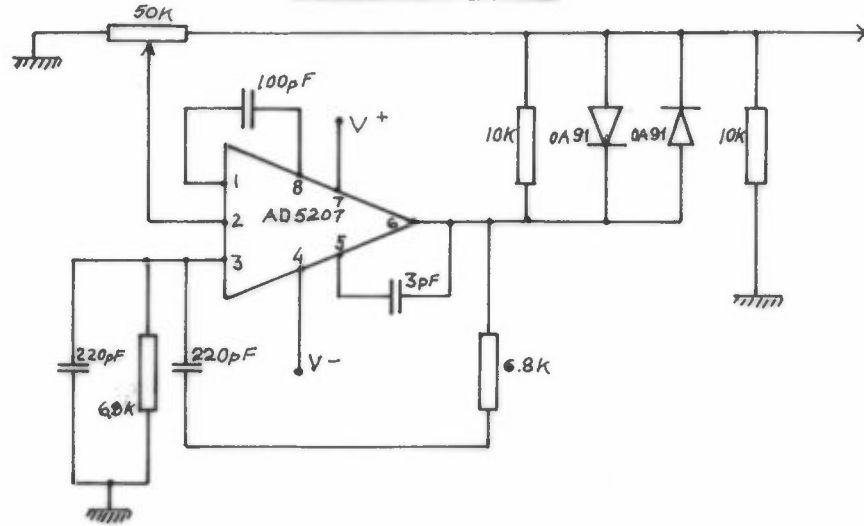 50K
100pF
V+
10K
0A91
0A91
10K
1
8
7
2
AD5207
6
3
4
5
3pF
220pF
220pF
6.8K
6.8K
V-